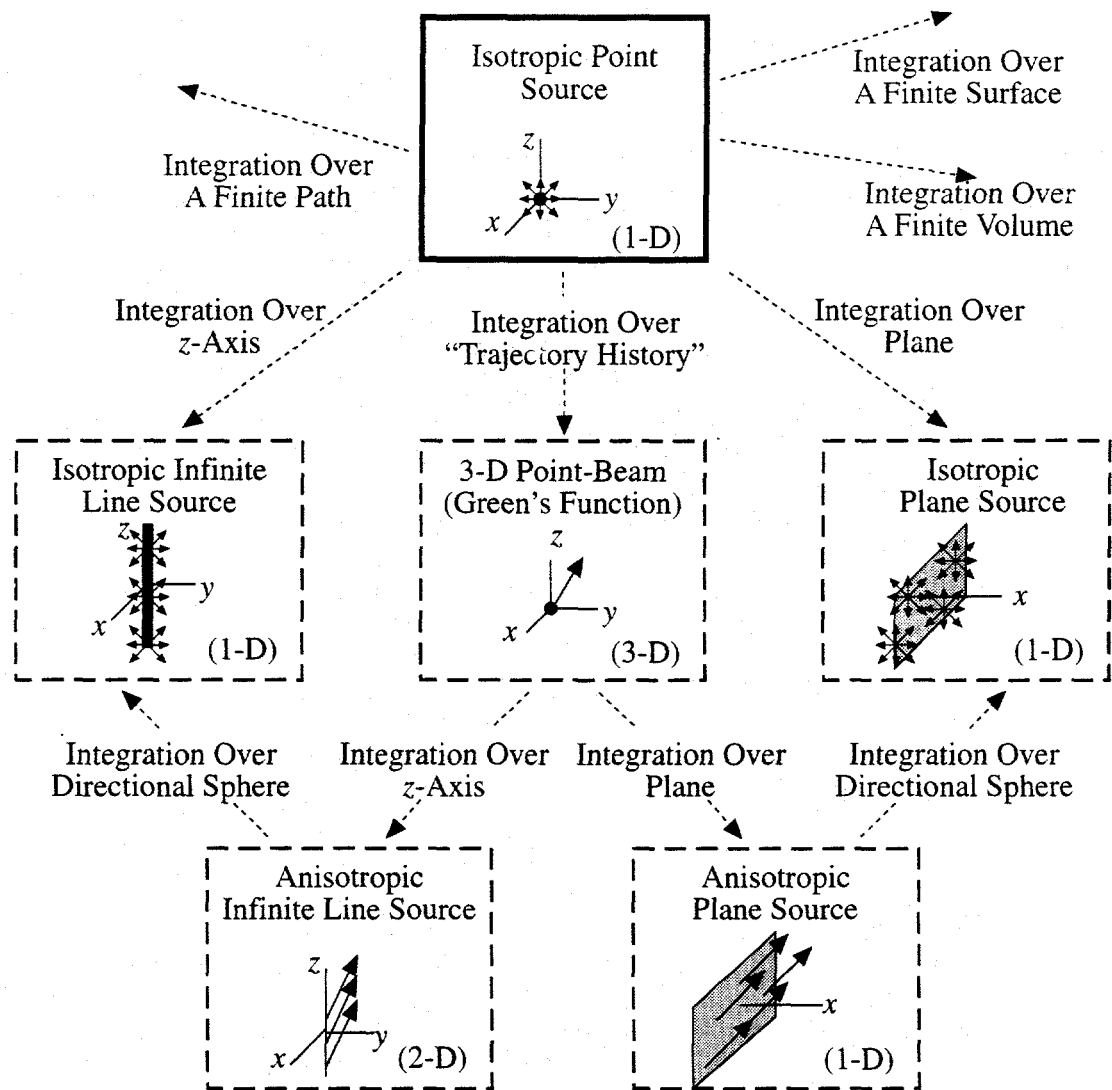 Isotropic Point
Source
z
y
x
(1-D)
Integration Over
A Finite Surface
Integration Over
A Finite Path
Integration Over
A Finite Volume
Integration Over
z-Axis
Integration Over
“Trajectory History”
Integration Over
Plane
Isotropic Infinite
Line Source
z
y
x
(1-D)
3-D Point-Beam
(Green's Function)
z
y
x
(3-D)
Isotropic
Plane Source
x
(1-D)
Integration Over
Directional Sphere
Integration Over
z-Axis
Integration Over
Plane
Integration Over
Directional Sphere
Anisotropic
Infinite Line Source
z
x
y
(2-D)
Anisotropic
Plane Source
x
(1-D)